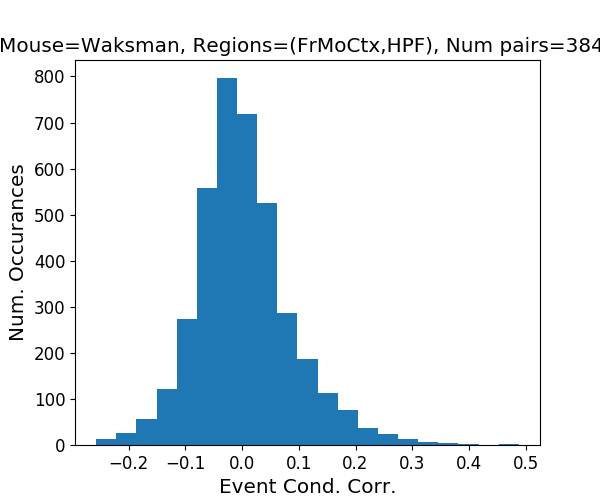 Mouse=Waksman, Regions=(FrMoCtx,HPF), Num pairs=384
800
700
600
500
400
300
200
100
0
Num. Occurances
−0.2 −0.1 0.0 0.1 0.2 0.3 0.4 0.5
Event Cond. Corr.